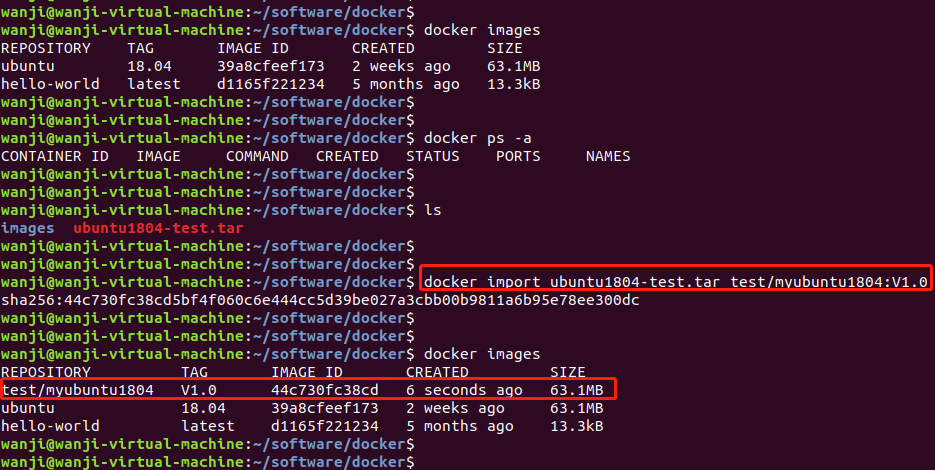 wanji@wanji-virtual-machine:~/software/docker$
wanji@wanji-virtual-machine:~/software/docker$ docker images
REPOSITORY TAG IMAGE ID CREATED SIZE
ubuntu 18.04 39a8cfeef173 2 weeks ago 63.1MB
hello-world latest d1165f221234 5 months ago 13.3kB
wanji@wanji-virtual-machine:~/software/docker$
wanji@wanji-virtual-machine:~/software/docker$
wanji@wanji-virtual-machine:~/software/docker$ docker ps -a
CONTAINER ID IMAGE COMMAND CREATED STATUS PORTS NAMES
wanji@wanji-virtual-machine:~/software/docker$
wanji@wanji-virtual-machine:~/software/docker$
wanji@wanji-virtual-machine:~/software/docker$ ls
images ubuntu1804-test.tar
wanji@wanji-virtual-machine:~/software/docker$
wanji@wanji-virtual-machine:~/software/docker$
wanji@wanji-virtual-machine:~/software/docker$ docker import ubuntu1804-test.tar test/myubuntu1804:V1.0
sha256:44c730fc38cd5bf4f060c6e444cc5d39be027a3cbb00b9811a6b95e78ee300dc
wanji@wanji-virtual-machine:~/software/docker$
wanji@wanji-virtual-machine:~/software/docker$
wanji@wanji-virtual-machine:~/software/docker$ docker images
REPOSITORY TAG IMAGE ID CREATED SIZE
test/myubuntu1804 V1.0 44c730fc38cd 6 seconds ago 63.1MB
ubuntu 18.04 39a8cfeef173 2 weeks ago 63.1MB
hello-world latest d1165f221234 5 months ago 13.3kB
wanji@wanji-virtual-machine:~/software/docker$
wanji@wanji-virtual-machine:~/software/docker$